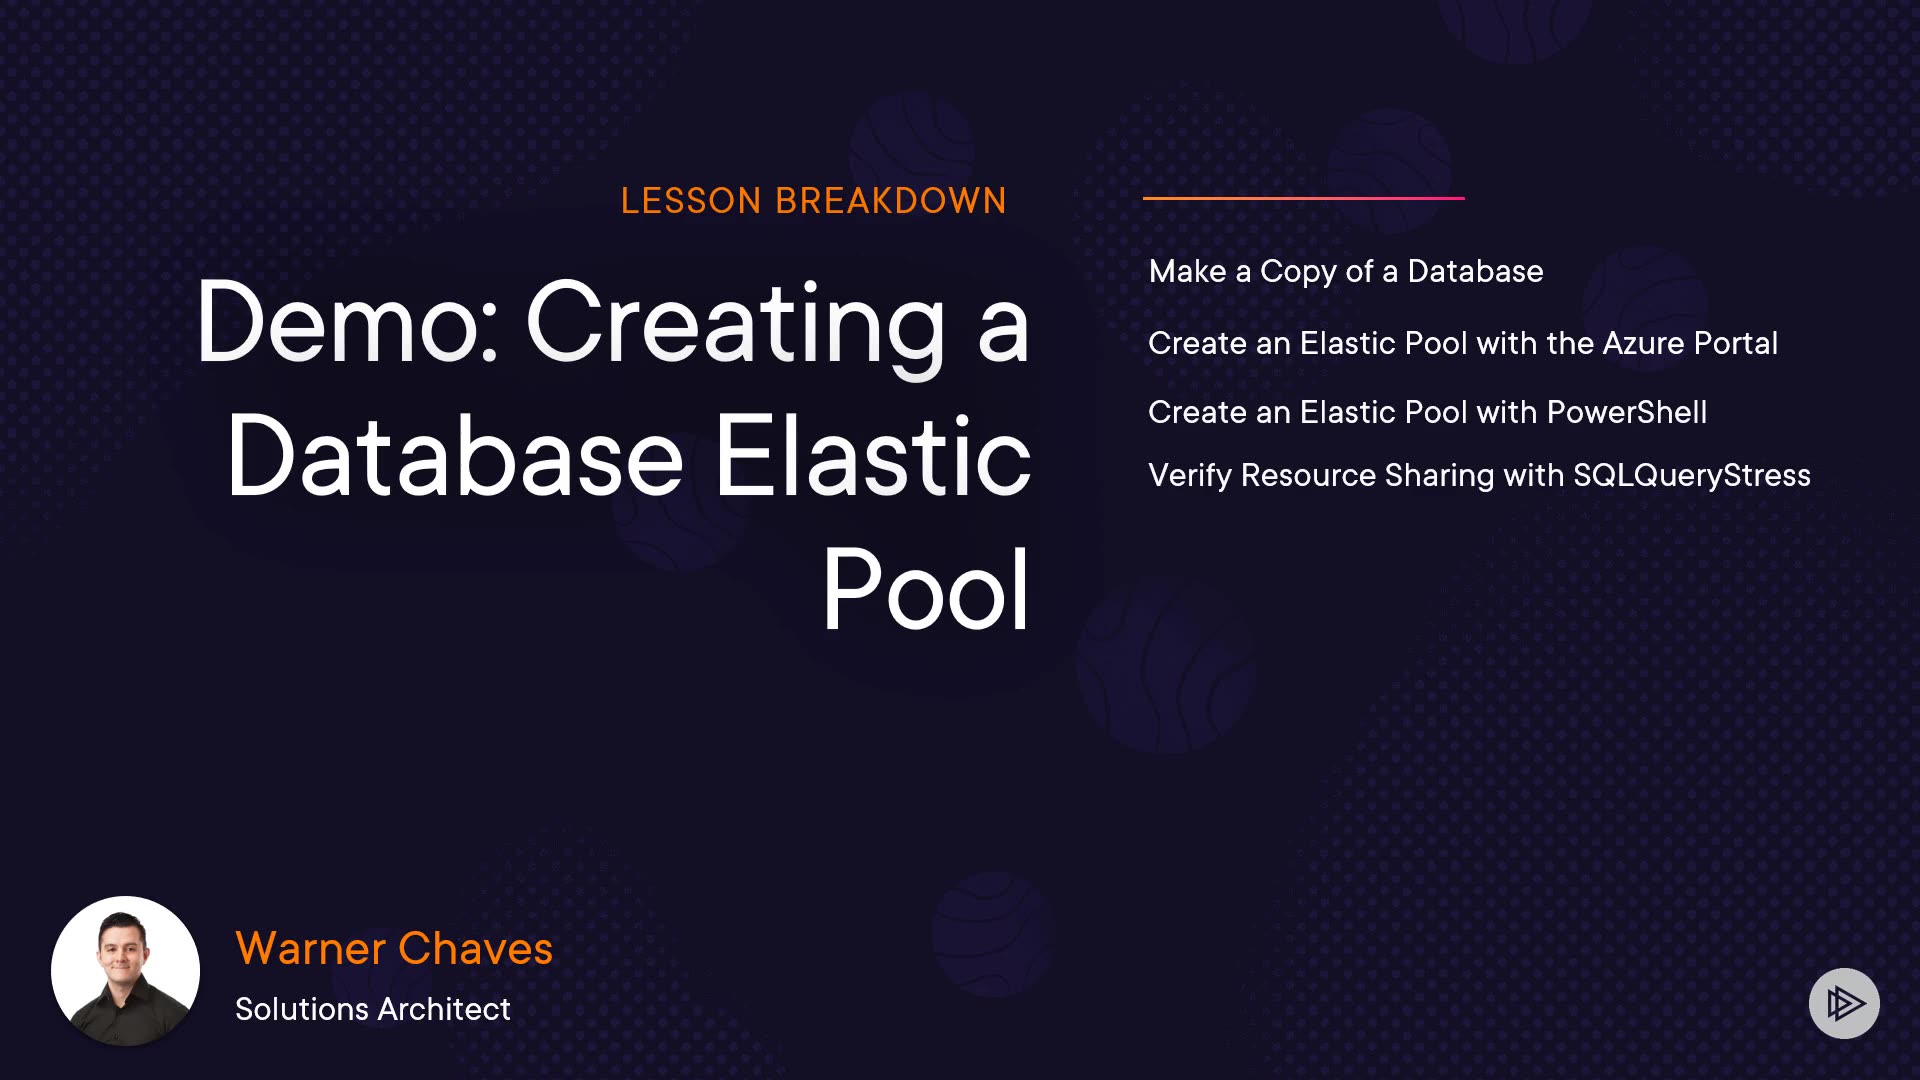 LESSON BREAKDOWN
Demo: Creating a
Database Elastic
Pool
Make a Copy of a Database
Create an Elastic Pool with the Azure Portal
Create an Elastic Pool with PowerShell
Verify Resource Sharing with SQLQueryStress
Warner Chaves
Solutions Architect